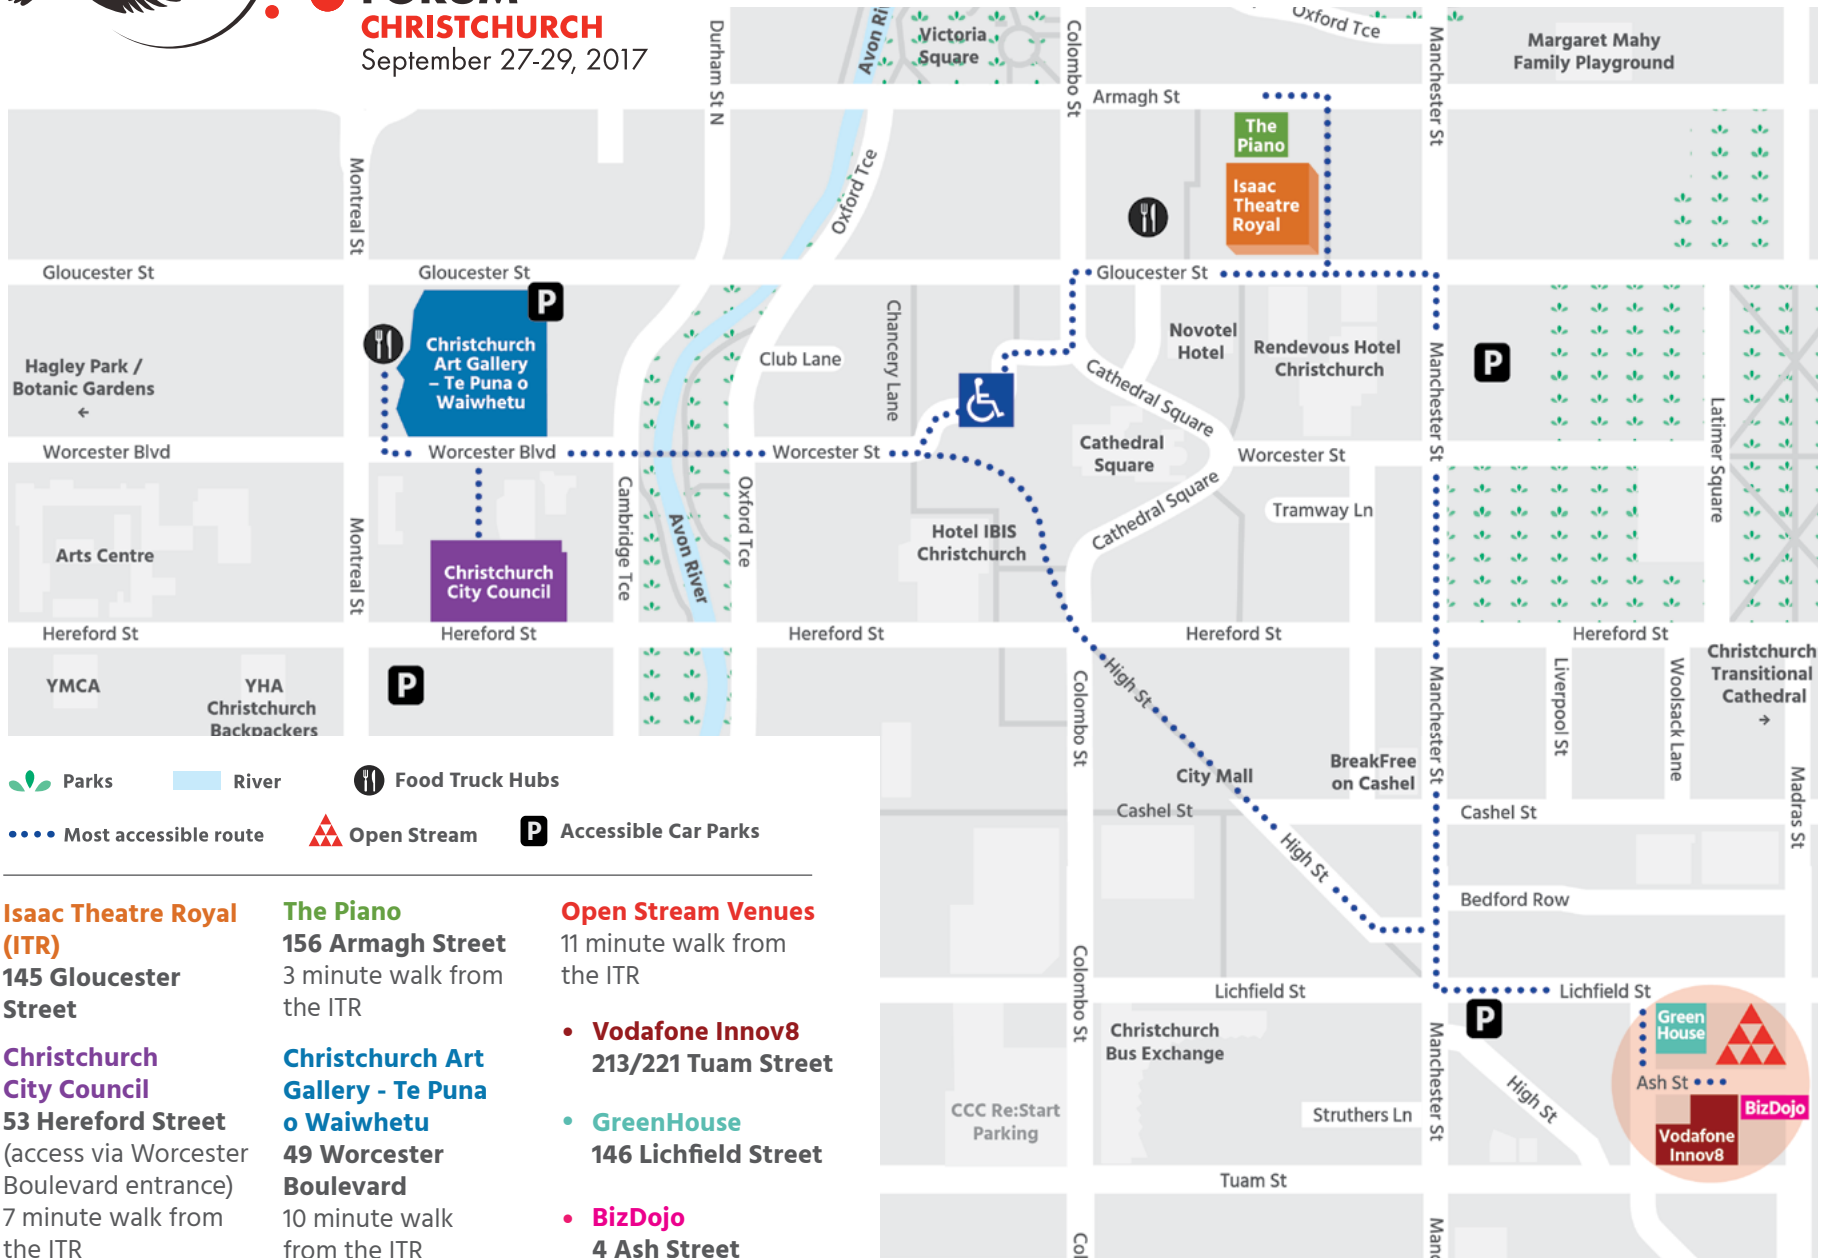 FORUM
CHRISTCHURCH
September 27-29, 2017
Durham St N
Avon Ri
Victoria
Square
Colombo St
Oxford Tce
Manchester St
Margaret Mahy
Family Playground
Armagh St
The
Piano
Isaac
Theatre
Royal
Montreal St
Oxford Tce
Gloucester St
Gloucester St
Gloucester St
P
Christchurch
Art Gallery
– Te Puna o
Waiwhetu
Hagley Park /
Botanic Gardens
←
Club Lane
Chancery Lane
Novotel
Hotel
Rendevous Hotel
Christchurch
P
Manchester St
Latimer Square
Cathedral Square
Cathedral
Square
Worcester Blvd
Worcester Blvd
Worcester St
Worcester St
Cathedral Square
Tramway Ln
Arts Centre
Montreal St
Christchurch
City Council
Cambridge Tce
Avon River
Oxford Tce
Hotel IBIS
Christchurch
Hereford St
Hereford St
Hereford St
Hereford St
Hereford St
YMCA
YHA
Christchurch
Backpackers
P
High St
Colombo St
Manchester St
Liverpool St
Woolsack Lane
Christchurch
Transitional
Cathedral
→
City Mall
BreakFree
on Cashel
Madras St
Cashel St
Cashel St
High St
Bedford Row
Parks
River
Food Truck Hubs
Most accessible route
Open Stream
P
Accessible Car Parks
Colombo St
Lichfield St
Lichfield St
Christchurch
Bus Exchange
P
Manchester St
High St
Green
House
Ash St
BizDojo
Vodafone
Innov8
CCC Re:Start
Parking
Struthers Ln
Tuam St
Col
Manc
Isaac Theatre Royal
(ITR)
145 Gloucester
Street
Christchurch
City Council
53 Hereford Street
(access via Worcester
Boulevard entrance)
7 minute walk from
the ITR
The Piano
156 Armagh Street
3 minute walk from
the ITR
Christchurch Art
Gallery - Te Puna
o Waiwhetu
49 Worcester
Boulevard
10 minute walk
from the ITR
Open Stream Venues
11 minute walk from
the ITR
• Vodafone Innov8
213/221 Tuam Street
• GreenHouse
146 Lichfield Street
• BizDojo
4 Ash Street